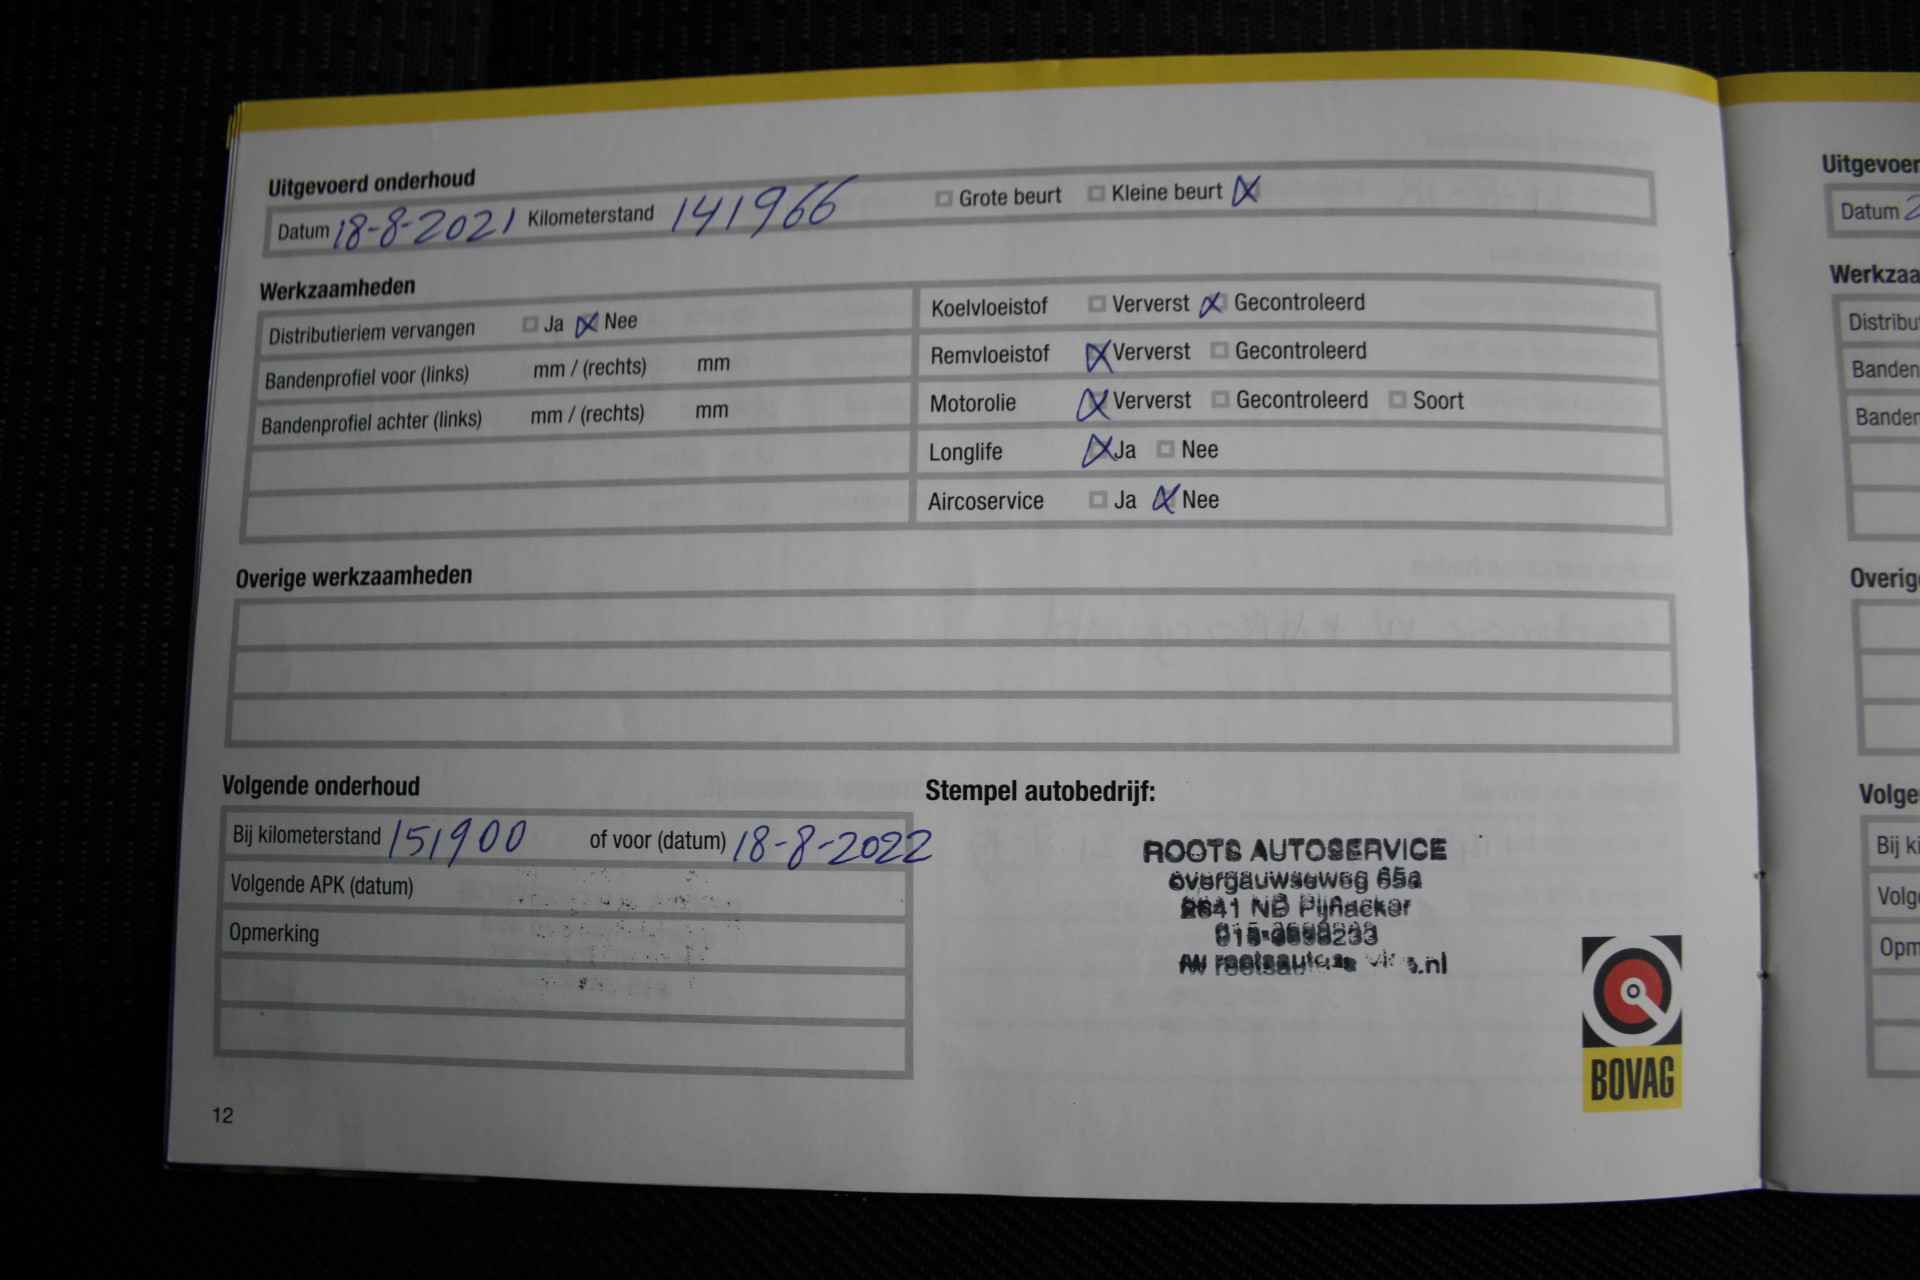 Uitgevoerd onderhoud
Datum 18-8-2021 Kilometerstand 141966 Grote beurt Kleine beurt
Werkzaamheden
Distributieriem vervangen Ja Nee
Bandenprofiel voor (links) mm / (rechts) mm
Bandenprofiel achter (links) mm / (rechts) mm
Koelvloeistof Ververst Gecontroleerd
Remvloeistof Ververst Gecontroleerd
Motorolie Ververst Gecontroleerd Soort
Longlife Ja Nee
Aircoservice Ja Nee
Overige werkzaamheden
Volgende onderhoud
Bij kilometerstand 151900 of voor (datum) 18-8-2022
Volgende APK (datum)
Opmerking
Stempel autobedrijf:
ROOTS AUTOSERVICE
overgauwseweg 65a
2641 NB Pijnacker
BOVAG
12
Uitgevoer
Datum
Werkzaa
Distribut
Banden
Banden
Overig
Volge
Bij ki
Volg
Opm